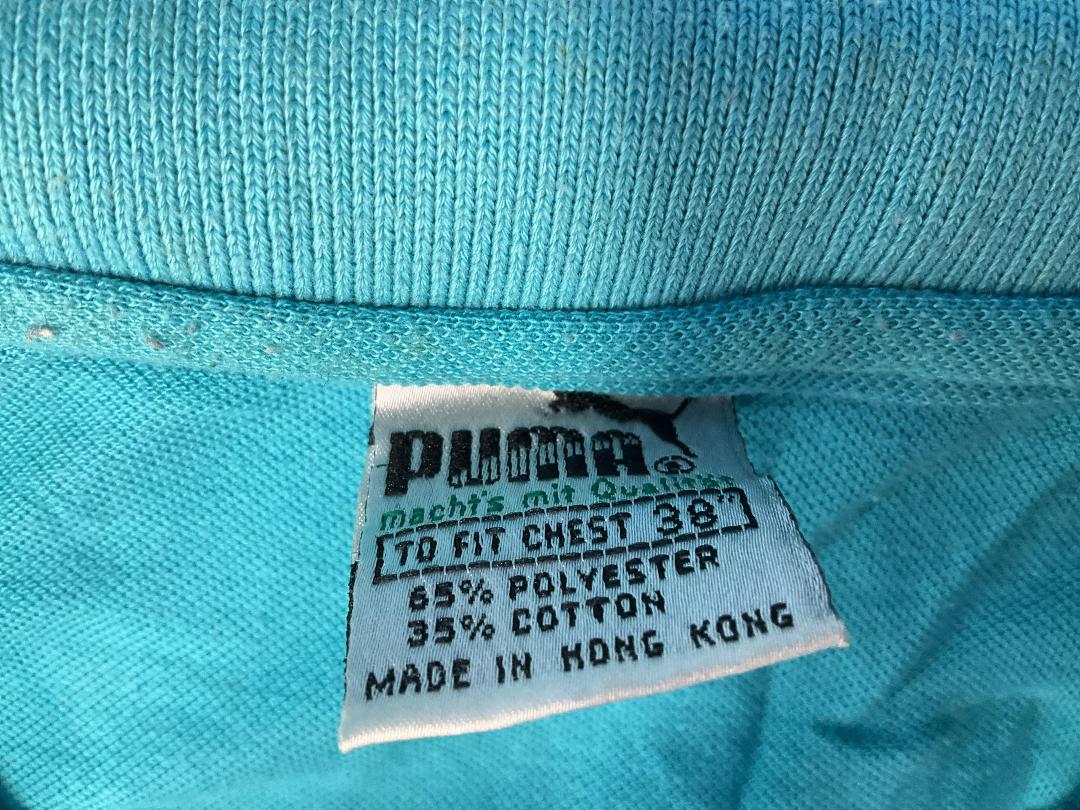 PUMA®
macht's mit Qualität
TO FIT CHEST 38"
65% POLYESTER
35% COTTON
MADE IN HONG KONG